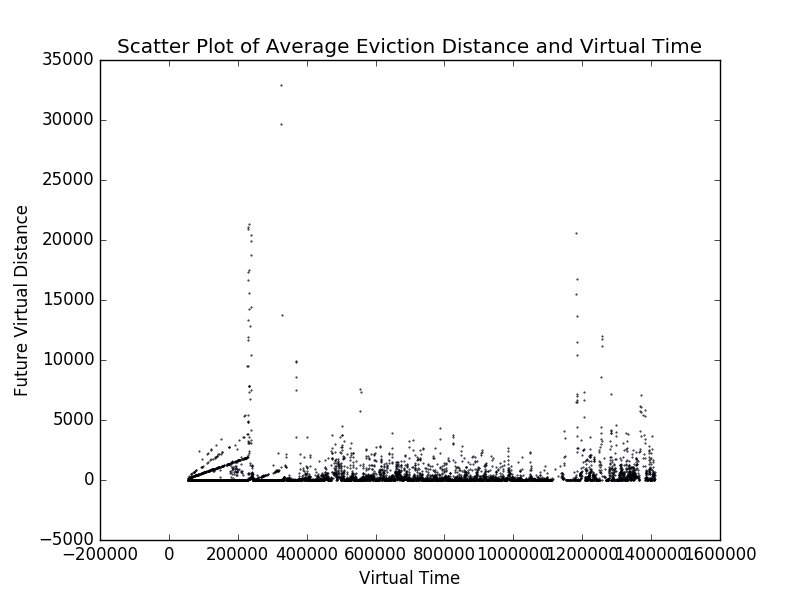 Scatter Plot of Average Eviction Distance and Virtual Time
35000
30000
25000
20000
15000
10000
5000
0
−5000
−200000 0 200000 400000 600000 800000 1000000 1200000 1400000 1600000
Virtual Time
Future Virtual Distance